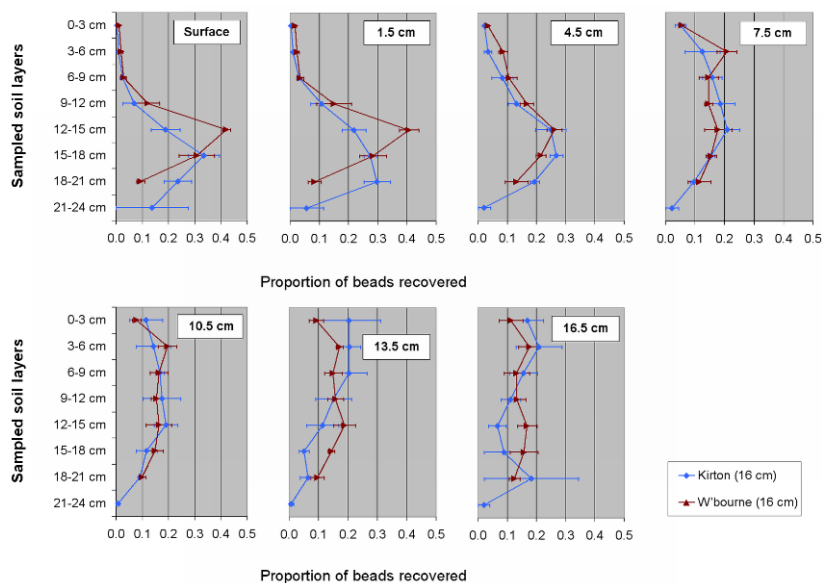 Surface
1.5 cm
4.5 cm
7.5 cm
Sampled soil layers
0-3 cm
3-6 cm
6-9 cm
9-12 cm
12-15 cm
15-18 cm
18-21 cm
21-24 cm
0.0 0.1 0.2 0.3 0.4 0.5
0.0 0.1 0.2 0.3 0.4 0.5
0.0 0.1 0.2 0.3 0.4 0.5
0.0 0.1 0.2 0.3 0.4 0.5
Proportion of beads recovered
10.5 cm
13.5 cm
16.5 cm
Sampled soil layers
0-3 cm
3-6 cm
6-9 cm
9-12 cm
12-15 cm
15-18 cm
18-21 cm
21-24 cm
Kirton (16 cm)
W'bourne (16 cm)
0.0 0.1 0.2 0.3 0.4 0.5
0.0 0.1 0.2 0.3 0.4 0.5
0.0 0.1 0.2 0.3 0.4 0.5
Proportion of beads recovered